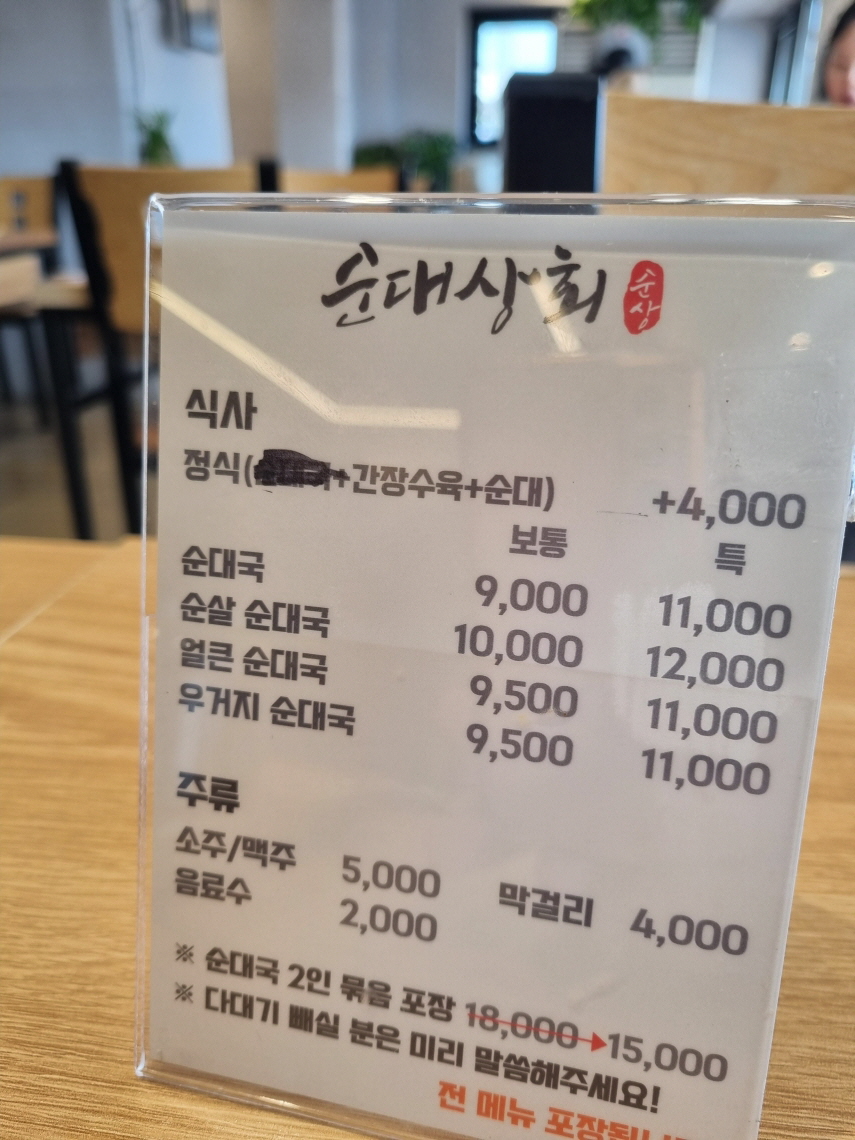 순대상회 순상
식사
정식(순대국+간장수육+순대) +4,000
보통 특
순대국 9,000 11,000
순살 순대국 10,000 12,000
얼큰 순대국 9,500 11,000
우거지 순대국 9,500 11,000
주류
소주/맥주 5,000 막걸리 4,000
음료수 2,000
※ 순대국 2인 묶음 포장 18,000→15,000
※ 다대기 빼실 분은 미리 말씀해주세요!
전 메뉴